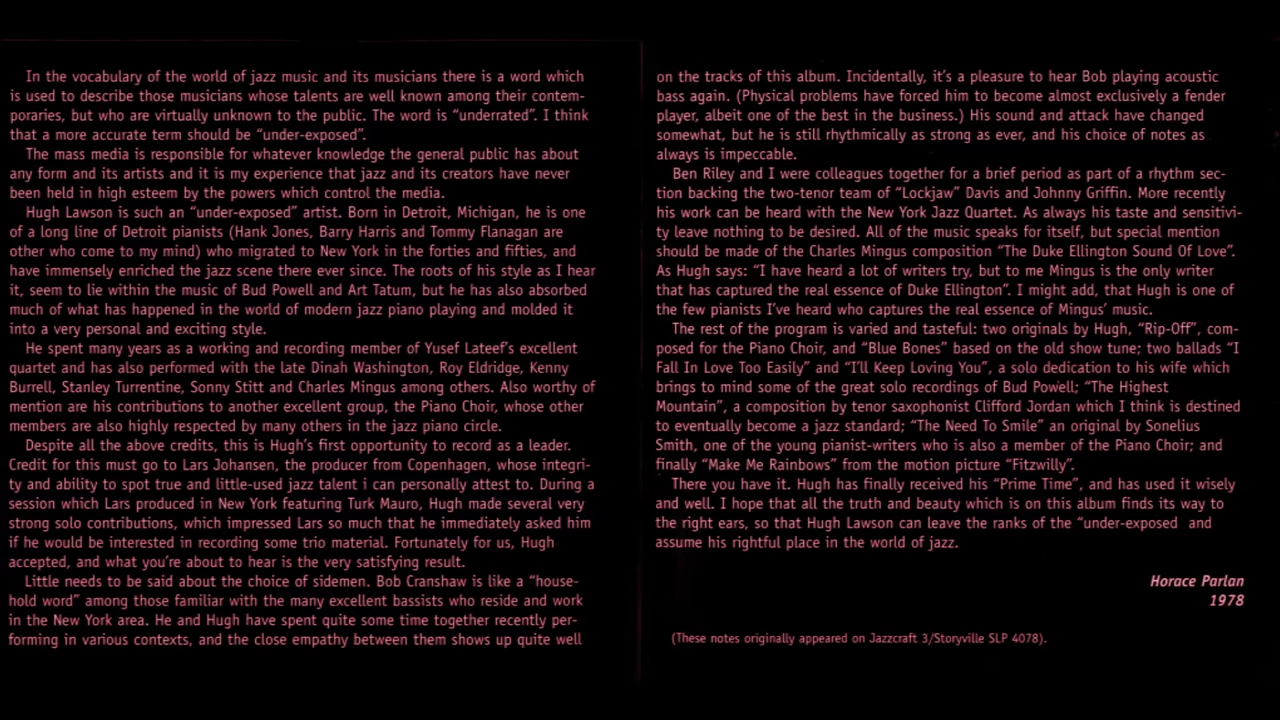 In the vocabulary of the world of jazz music and its musicians there is a word which
is used to describe those musicians whose talents are well known among their contem-
poraries, but who are virtually unknown to the public. The word is “underrated”. I think
that a more accurate term should be “under-exposed”.
The mass media is responsible for whatever knowledge the general public has about
any form and its artists and it is my experience that jazz and its creators have never
been held in high esteem by the powers which control the media.
Hugh Lawson is such an “under-exposed” artist. Born in Detroit, Michigan, he is one
of a long line of Detroit pianists (Hank Jones, Barry Harris and Tommy Flanagan are
other who come to my mind) who migrated to New York in the forties and fifties, and
have immensely enriched the jazz scene there ever since. The roots of his style as I hear
it, seem to lie within the music of Bud Powell and Art Tatum, but he has also absorbed
much of what has happened in the world of modern jazz piano playing and molded it
into a very personal and exciting style.
He spent many years as a working and recording member of Yusef Lateef’s excellent
quartet and has also performed with the late Dinah Washington, Roy Eldridge, Kenny
Burrell, Stanley Turrentine, Sonny Stitt and Charles Mingus among others. Also worthy of
mention are his contributions to another excellent group, the Piano Choir, whose other
members are also highly respected by many others in the jazz piano circle.
Despite all the above credits, this is Hugh’s first opportunity to record as a leader.
Credit for this must go to Lars Johansen, the producer from Copenhagen, whose integri-
ty and ability to spot true and little-used jazz talent i can personally attest to. During a
session which Lars produced in New York featuring Turk Mauro, Hugh made several very
strong solo contributions, which impressed Lars so much that he immediately asked him
if he would be interested in recording some trio material. Fortunately for us, Hugh
accepted, and what you’re about to hear is the very satisfying result.
Little needs to be said about the choice of sidemen. Bob Cranshaw is like a “house-
hold word” among those familiar with the many excellent bassists who reside and work
in the New York area. He and Hugh have spent quite some time together recently per-
forming in various contexts, and the close empathy between them shows up quite well
on the tracks of this album. Incidentally, it’s a pleasure to hear Bob playing acoustic
bass again. (Physical problems have forced him to become almost exclusively a fender
player, albeit one of the best in the business.) His sound and attack have changed
somewhat, but he is still rhythmically as strong as ever, and his choice of notes as
always is impeccable.
Ben Riley and I were colleagues together for a brief period as part of a rhythm sec-
tion backing the two-tenor team of “Lockjaw” Davis and Johnny Griffin. More recently
his work can be heard with the New York Jazz Quartet. As always his taste and sensitivi-
ty leave nothing to be desired. All of the music speaks for itself, but special mention
should be made of the Charles Mingus composition “The Duke Ellington Sound Of Love”.
As Hugh says: “I have heard a lot of writers try, but to me Mingus is the only writer
that has captured the real essence of Duke Ellington”. I might add, that Hugh is one of
the few pianists I’ve heard who captures the real essence of Mingus’ music.
The rest of the program is varied and tasteful: two originals by Hugh, “Rip-Off”, com-
posed for the Piano Choir, and “Blue Bones” based on the old show tune; two ballads “I
Fall In Love Too Easily” and “I’ll Keep Loving You”, a solo dedication to his wife which
brings to mind some of the great solo recordings of Bud Powell; “The Highest
Mountain”, a composition by tenor saxophonist Clifford Jordan which I think is destined
to eventually become a jazz standard; “The Need To Smile” an original by Sonelius
Smith, one of the young pianist-writers who is also a member of the Piano Choir; and
finally “Make Me Rainbows” from the motion picture “Fitzwilly”.
There you have it. Hugh has finally received his “Prime Time”, and has used it wisely
and well. I hope that all the truth and beauty which is on this album finds its way to
the right ears, so that Hugh Lawson can leave the ranks of the “under-exposed and
assume his rightful place in the world of jazz.
Horace Parlan
1978
(These notes originally appeared on Jazzcraft 3/Storyville SLP 4078).